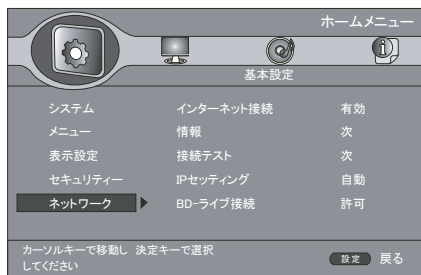 ホームメニュー
基本設定
システム インターネット接続 有効
メニュー 情報 次
表示設定 接続テスト 次
セキュリティー IPセッティング 自動
ネットワーク BD-ライブ接続 許可
カーソルキーで移動し 決定キーで選択
してください
設定 戻る